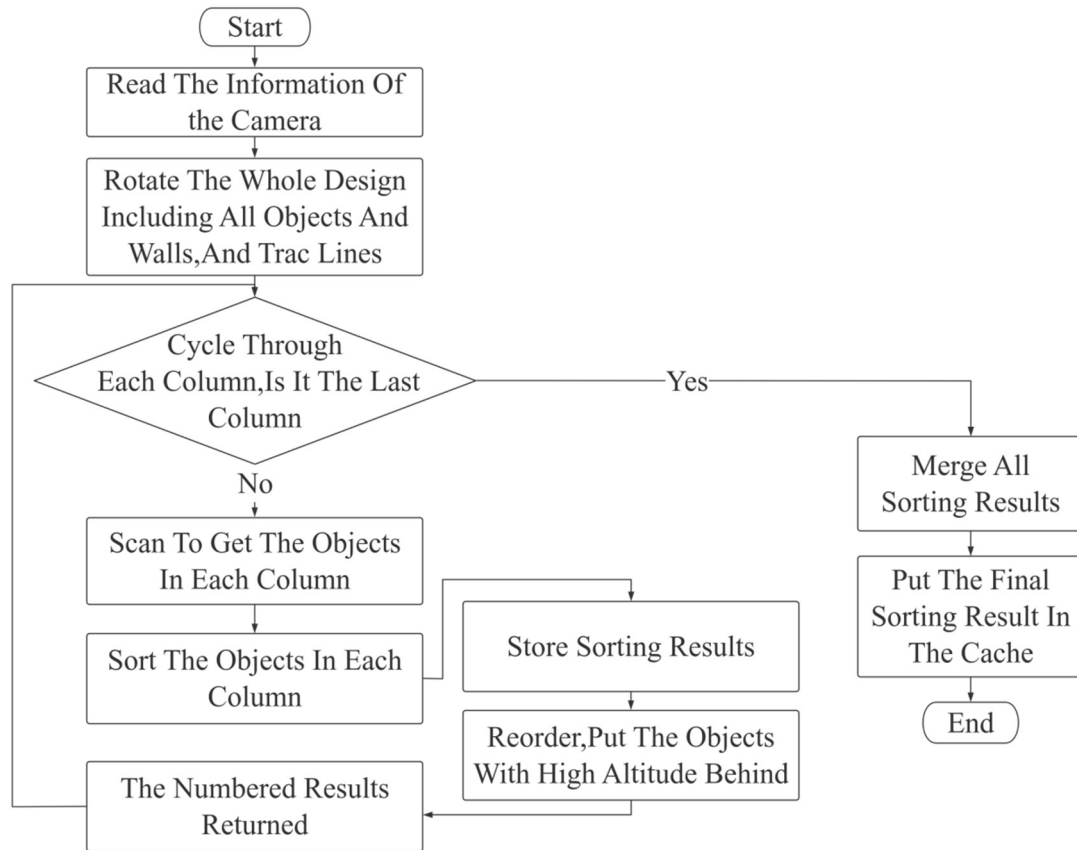 Start
Read The Information Of
the Camera
Rotate The Whole Design
Including All Objects And
Walls,And Trac Lines
Cycle Through
Each Column,Is It The Last
Column
Yes
No
Scan To Get The Objects
In Each Column
Sort The Objects In Each
Column
Store Sorting Results
Reorder,Put The Objects
With High Altitude Behind
The Numbered Results
Returned
Merge All
Sorting Results
Put The Final
Sorting Result In
The Cache
End